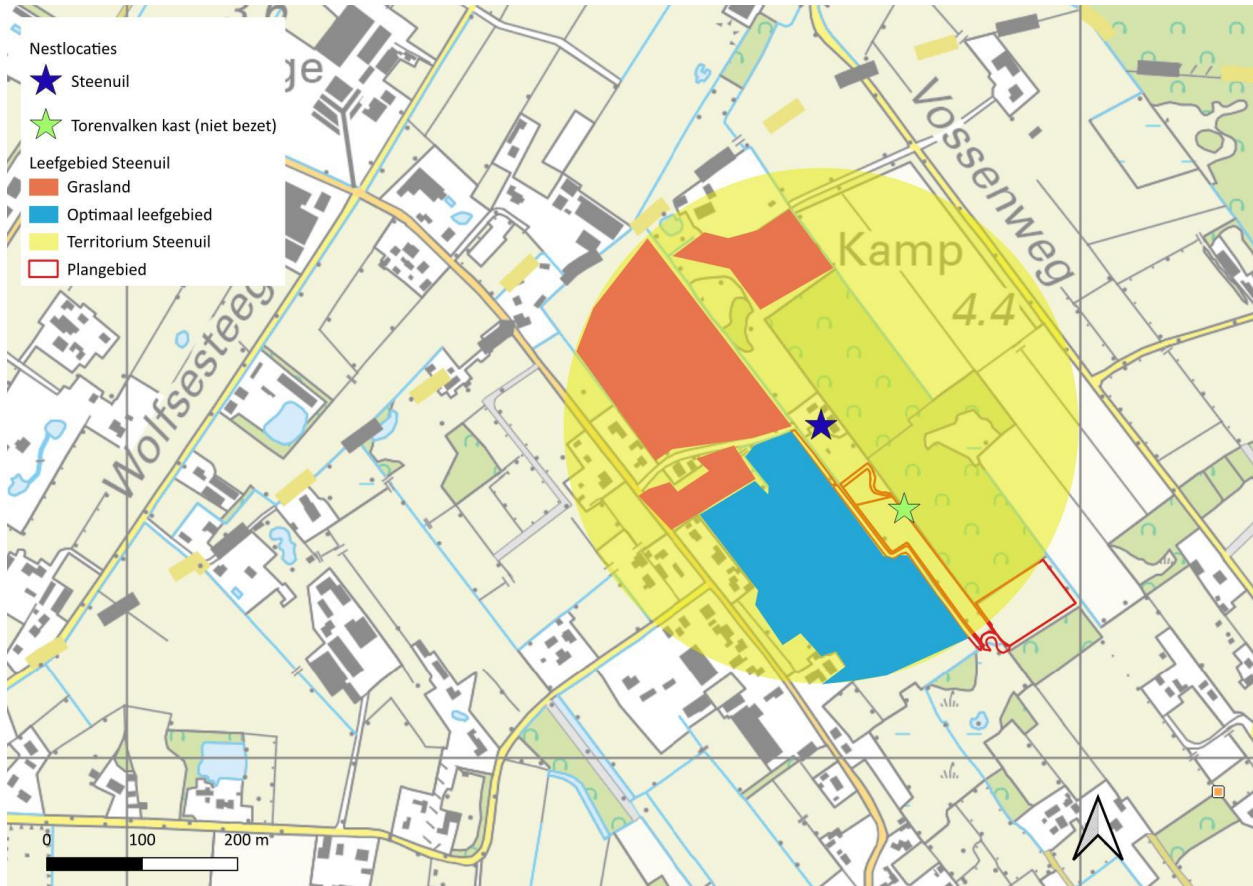 Nestlocaties
Steenuil
Torenvalken kast (niet bezet)
Leefgebied Steenuil
Grasland
Optimaal leefgebied
Territorium Steenuil
Plangebied
Vossenweg
Kamp
4.4
Wolfsesteeg
0 100 200 m